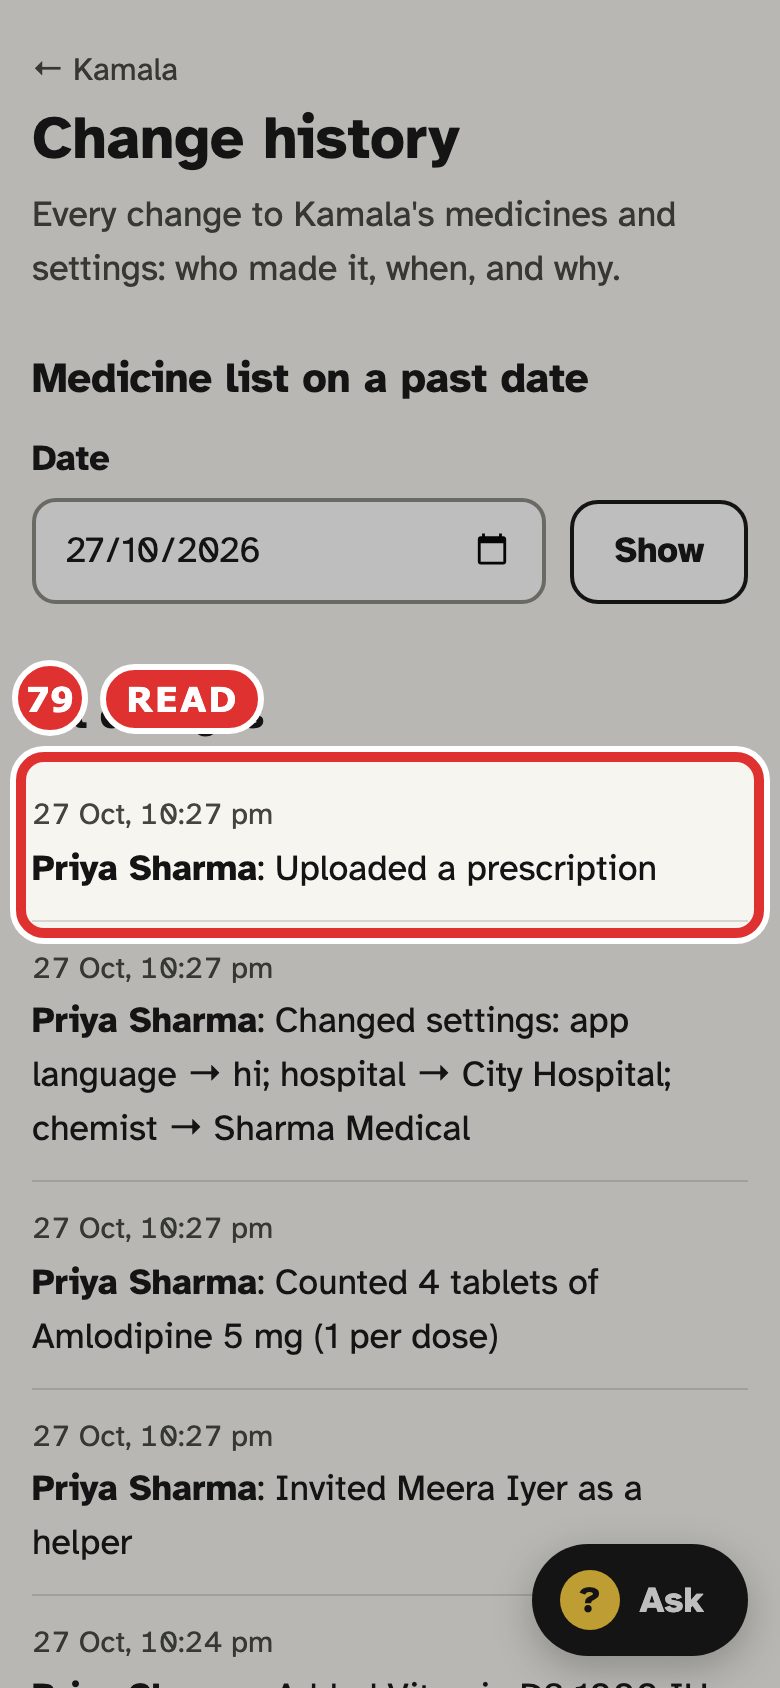 ← Kamala
Change history
Every change to Kamala's medicines and
settings: who made it, when, and why.
Medicine list on a past date
Date
27/10/2026
Show
79 READ
27 Oct, 10:27 pm
Priya Sharma: Uploaded a prescription
27 Oct, 10:27 pm
Priya Sharma: Changed settings: app
language → hi; hospital → City Hospital;
chemist → Sharma Medical
27 Oct, 10:27 pm
Priya Sharma: Counted 4 tablets of
Amlodipine 5 mg (1 per dose)
27 Oct, 10:27 pm
Priya Sharma: Invited Meera Iyer as a
helper
? Ask
27 Oct, 10:24 pm